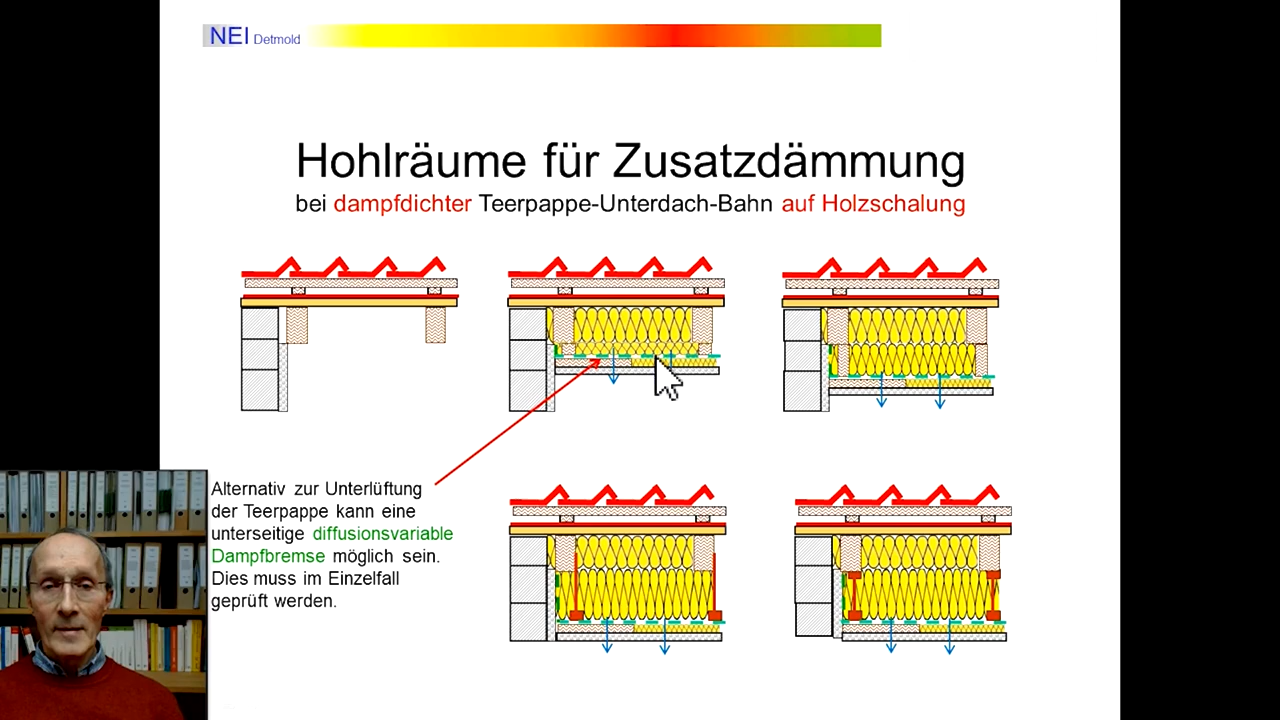 NEI Detmold
Hohlräume für Zusatzdämmung
bei dampfdichter Teerpappe-Unterdach-Bahn auf Holzschalung
Alternativ zur Unterlüftung
der Teerpappe kann eine
unterseitige diffusionsvariable
Dampfbremse möglich sein.
Dies muss im Einzelfall
geprüft werden.